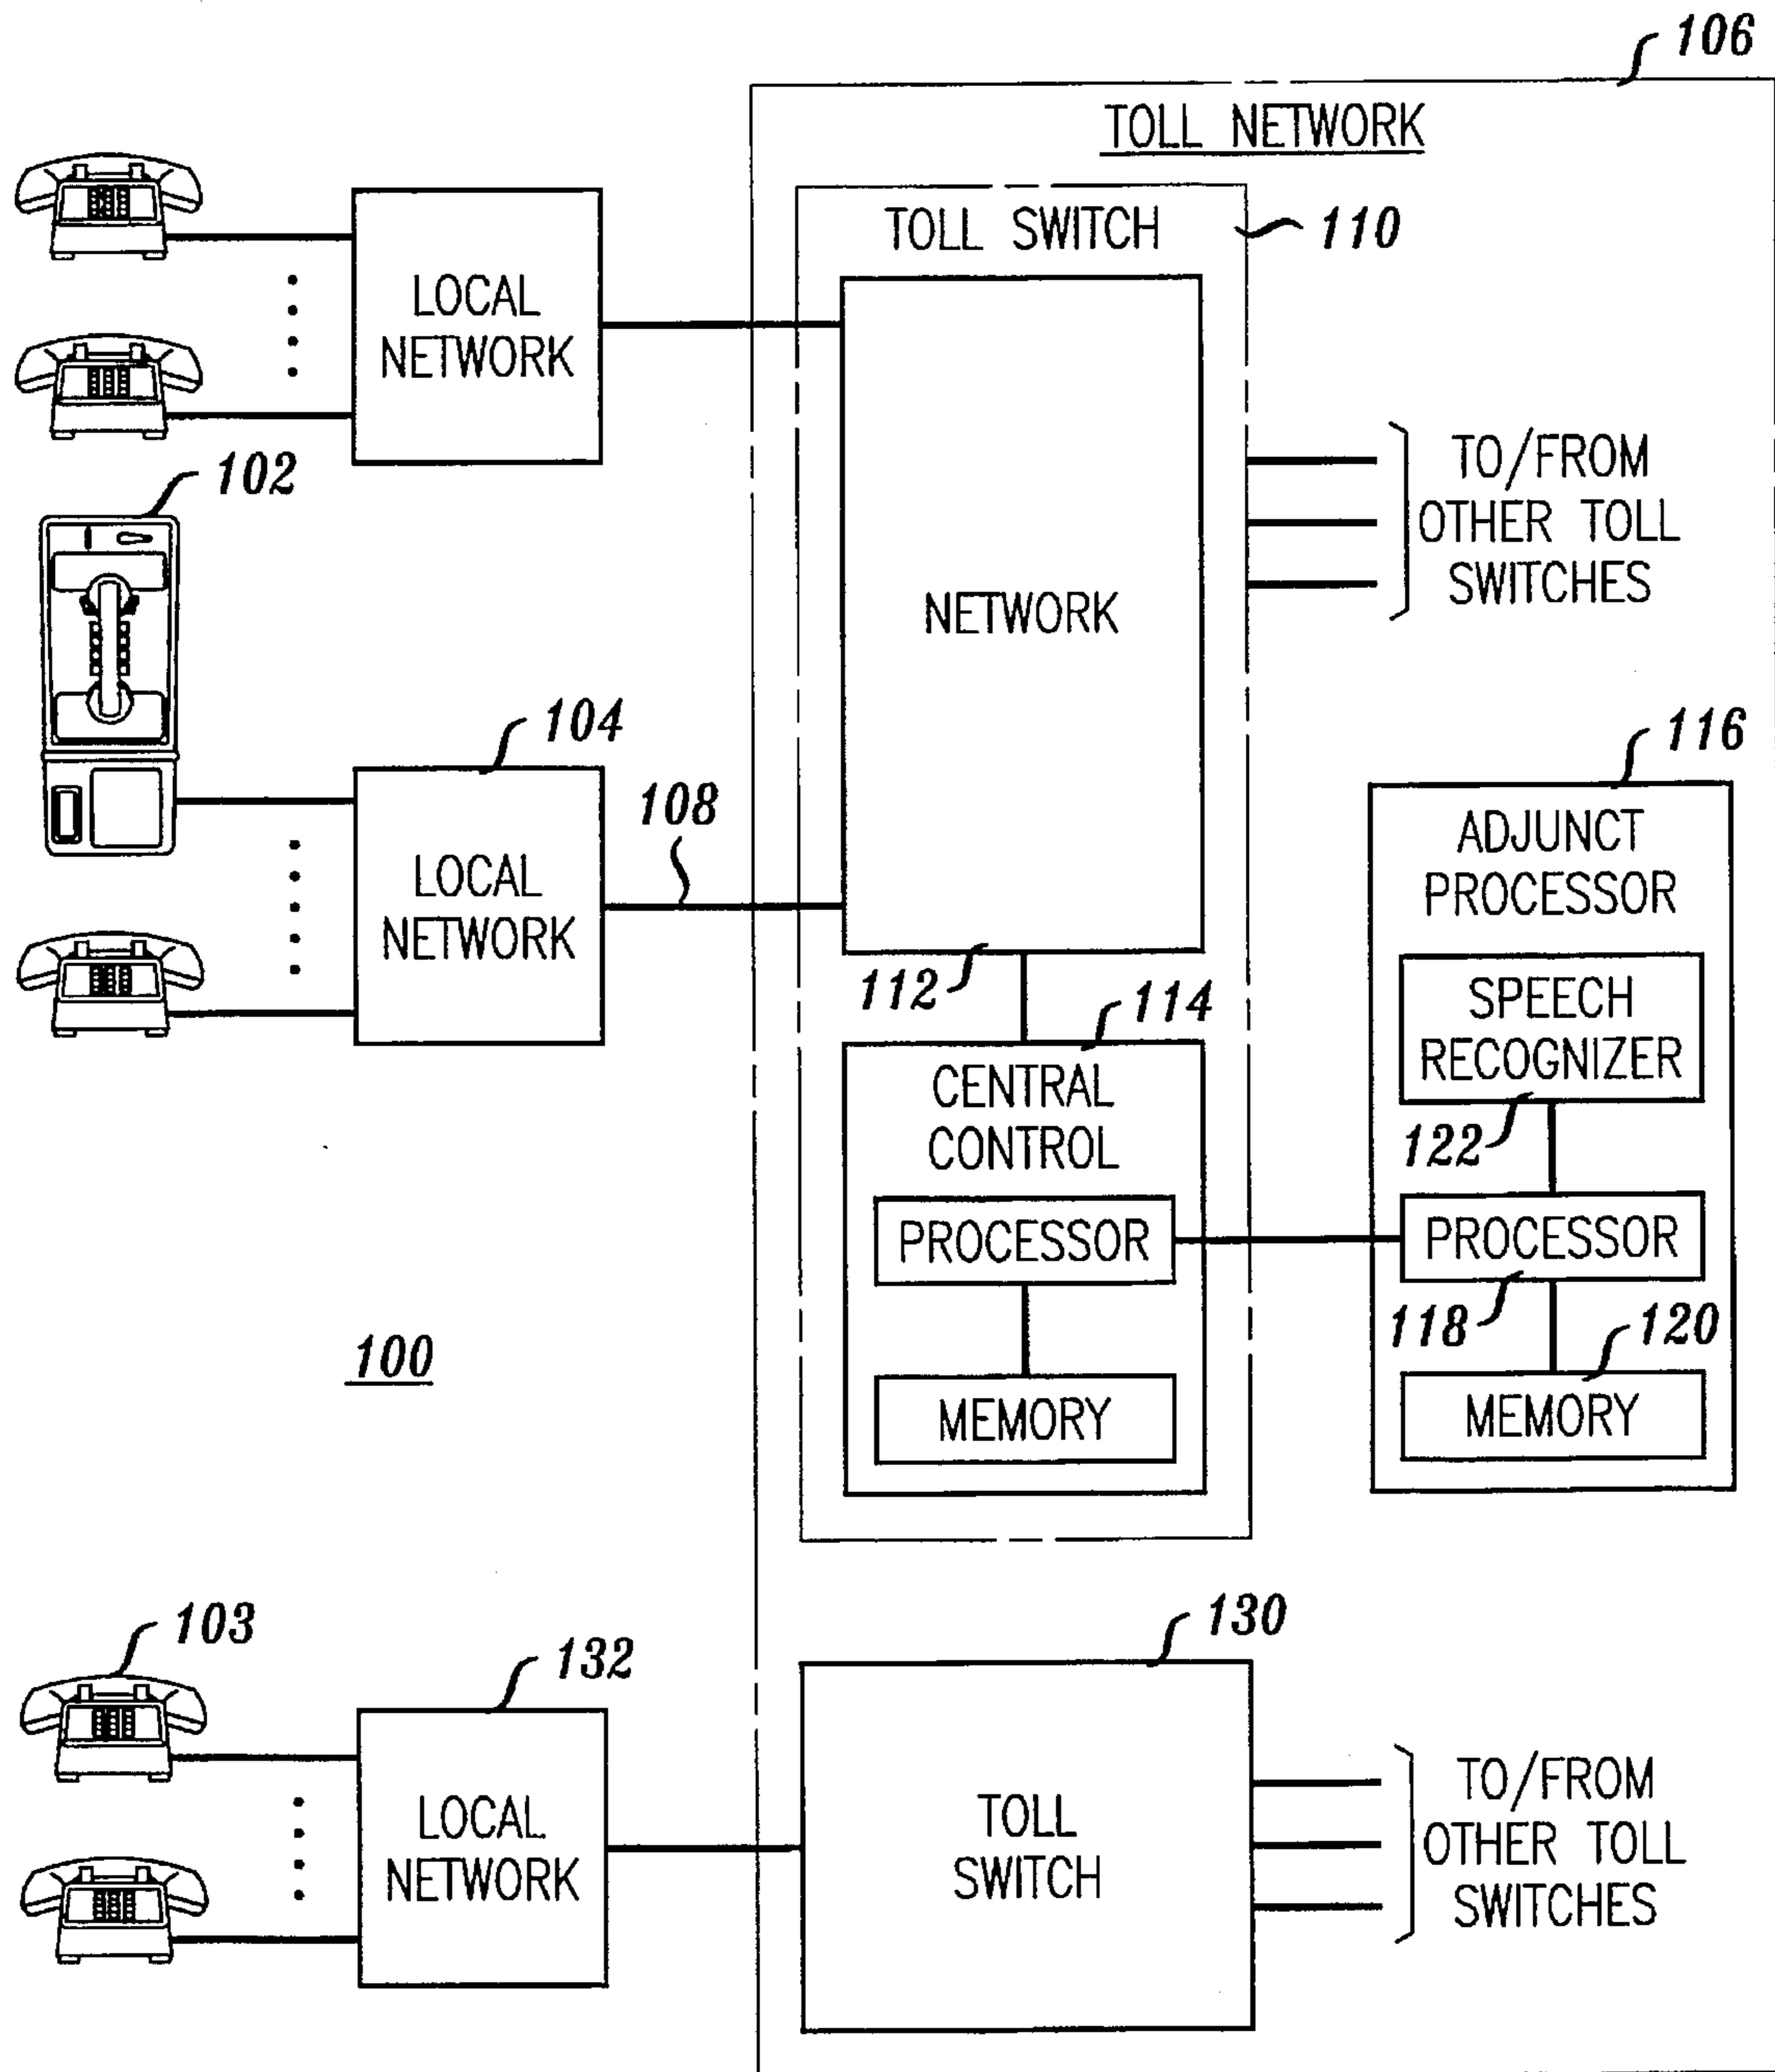 106
TOLL NETWORK
TOLL SWITCH
110
LOCAL
NETWORK
NETWORK
TO/FROM
OTHER TOLL
SWITCHES
102
104
108
LOCAL
NETWORK
112
114
CENTRAL
CONTROL
PROCESSOR
MEMORY
116
ADJUNCT
PROCESSOR
SPEECH
RECOGNIZER
122
PROCESSOR
118
120
MEMORY
100
103
132
LOCAL
NETWORK
130
TOLL
SWITCH
TO/FROM
OTHER TOLL
SWITCHES